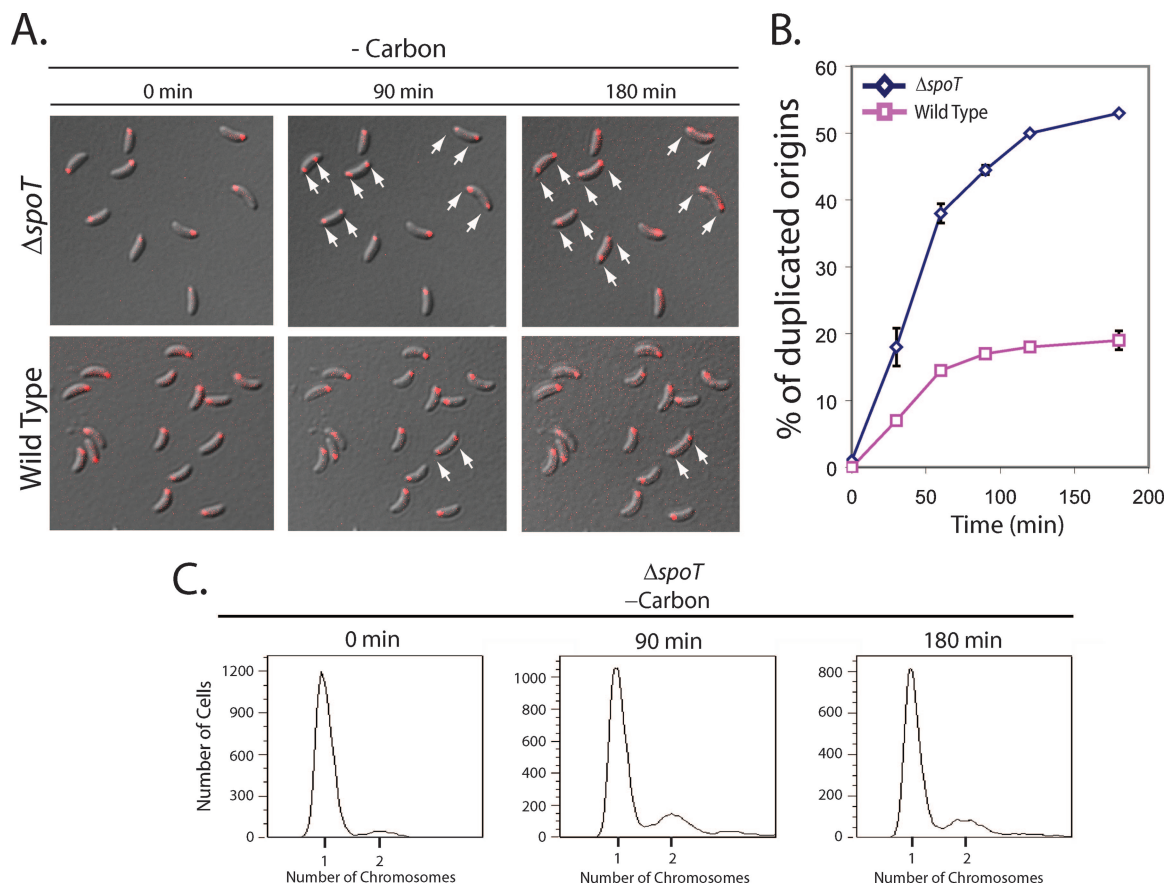 A.
- Carbon
0 min 90 min 180 min
ΔspoT
Wild Type
B.
% of duplicated origins
60
50
40
30
20
10
0
ΔspoT
Wild Type
0 50 100 150 200
Time (min)
C.
ΔspoT
–Carbon
0 min 90 min 180 min
Number of Cells
1200
900
600
300
0
1 2
Number of Chromosomes
1000
800
600
400
200
0
1 2
Number of Chromosomes
800
600
400
200
0
1 2
Number of Chromosomes